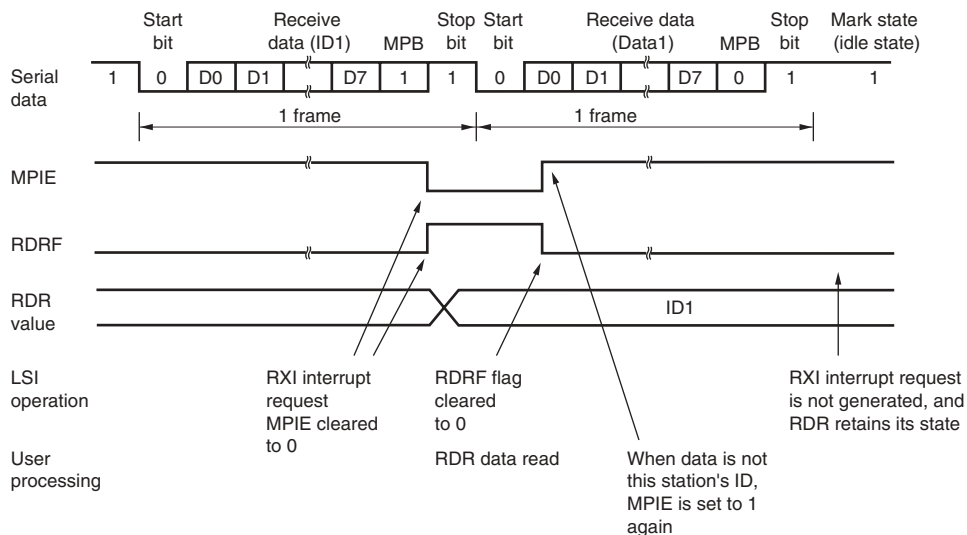 Start bit
Receive data (ID1)
MPB
Stop bit
Start bit
Receive data (Data1)
MPB
Stop bit
Mark state (idle state)
Serial data
1 0 D0 D1 D7 1 1 0 D0 D1 D7 0 1 1
1 frame
1 frame
MPIE
RDRF
RDR value
ID1
LSI operation
RXI interrupt request
MPIE cleared to 0
RDRF flag cleared to 0
RXI interrupt request is not generated, and RDR retains its state
User processing
RDR data read
When data is not this station's ID, MPIE is set to 1 again